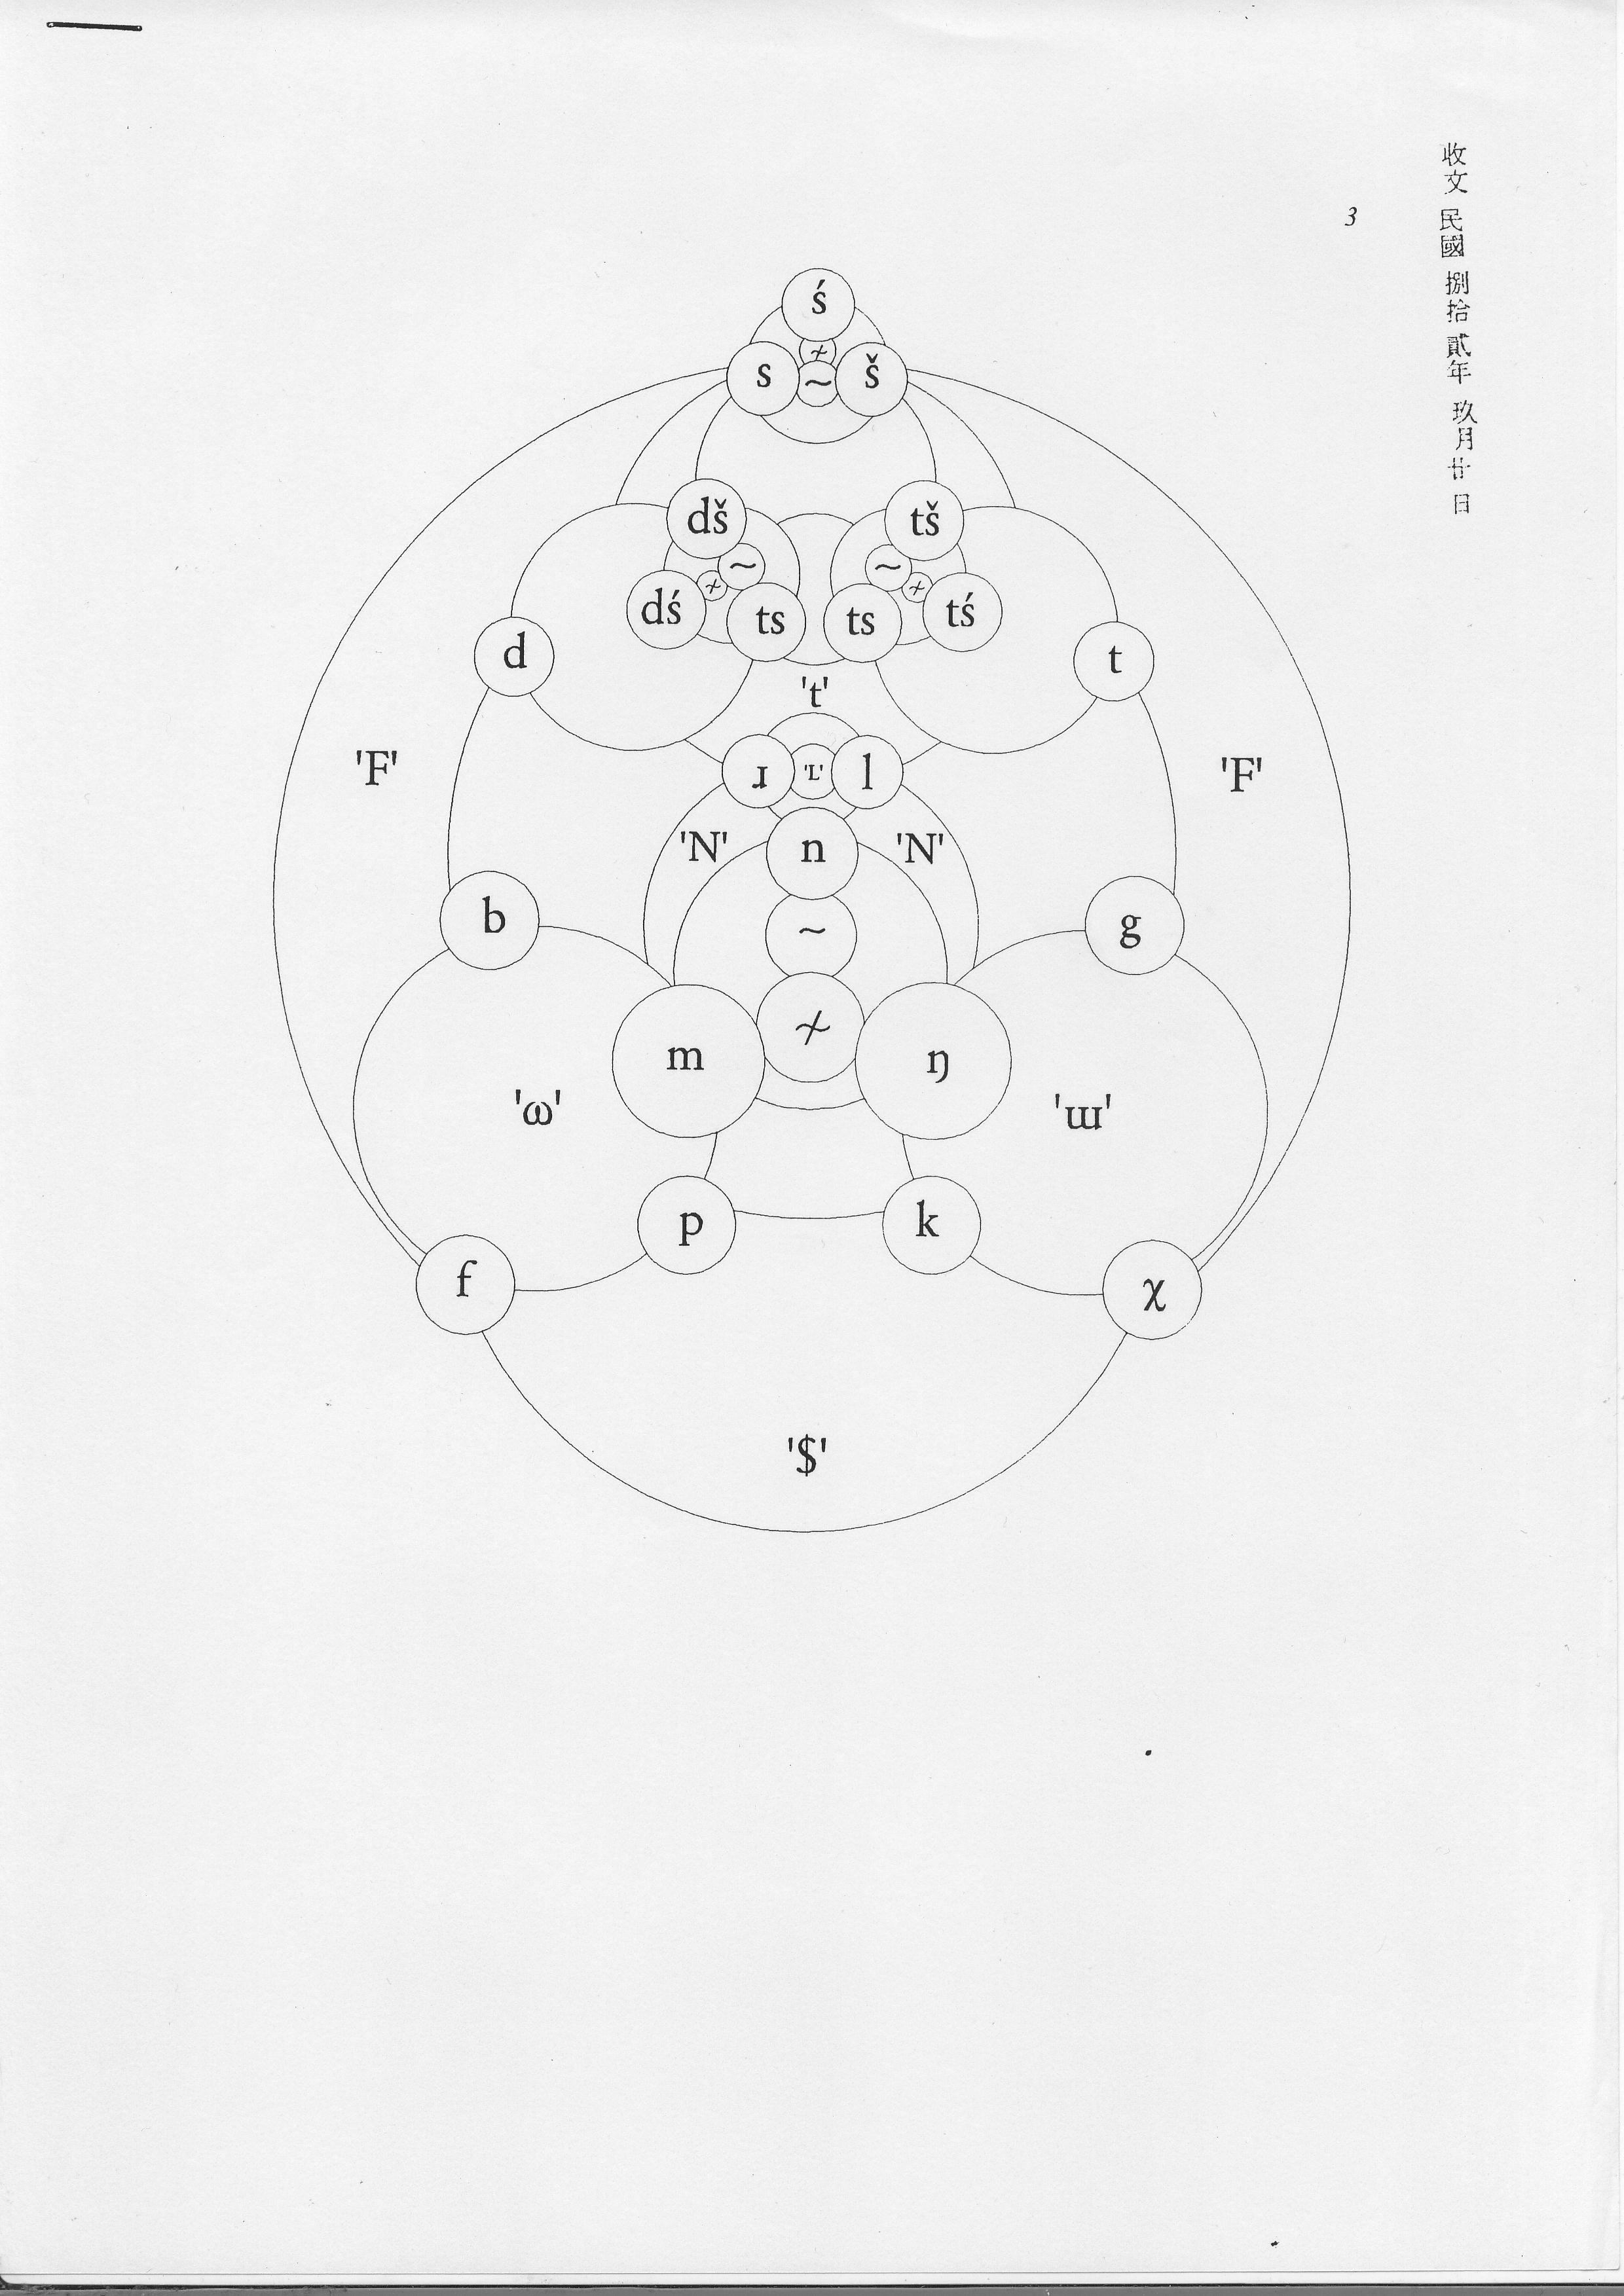 收文 民國 捌拾貳年 玖月廿日
3
ś
≁
s ~ š
dš tš
~ ~
≁ ≁
dś ts ts tś
d t
't'
'F' ɹ 'L' l 'F'
'N' n 'N'
b ~ g
≁
m ŋ
'ω' 'ɯ'
p k
f χ
'$'